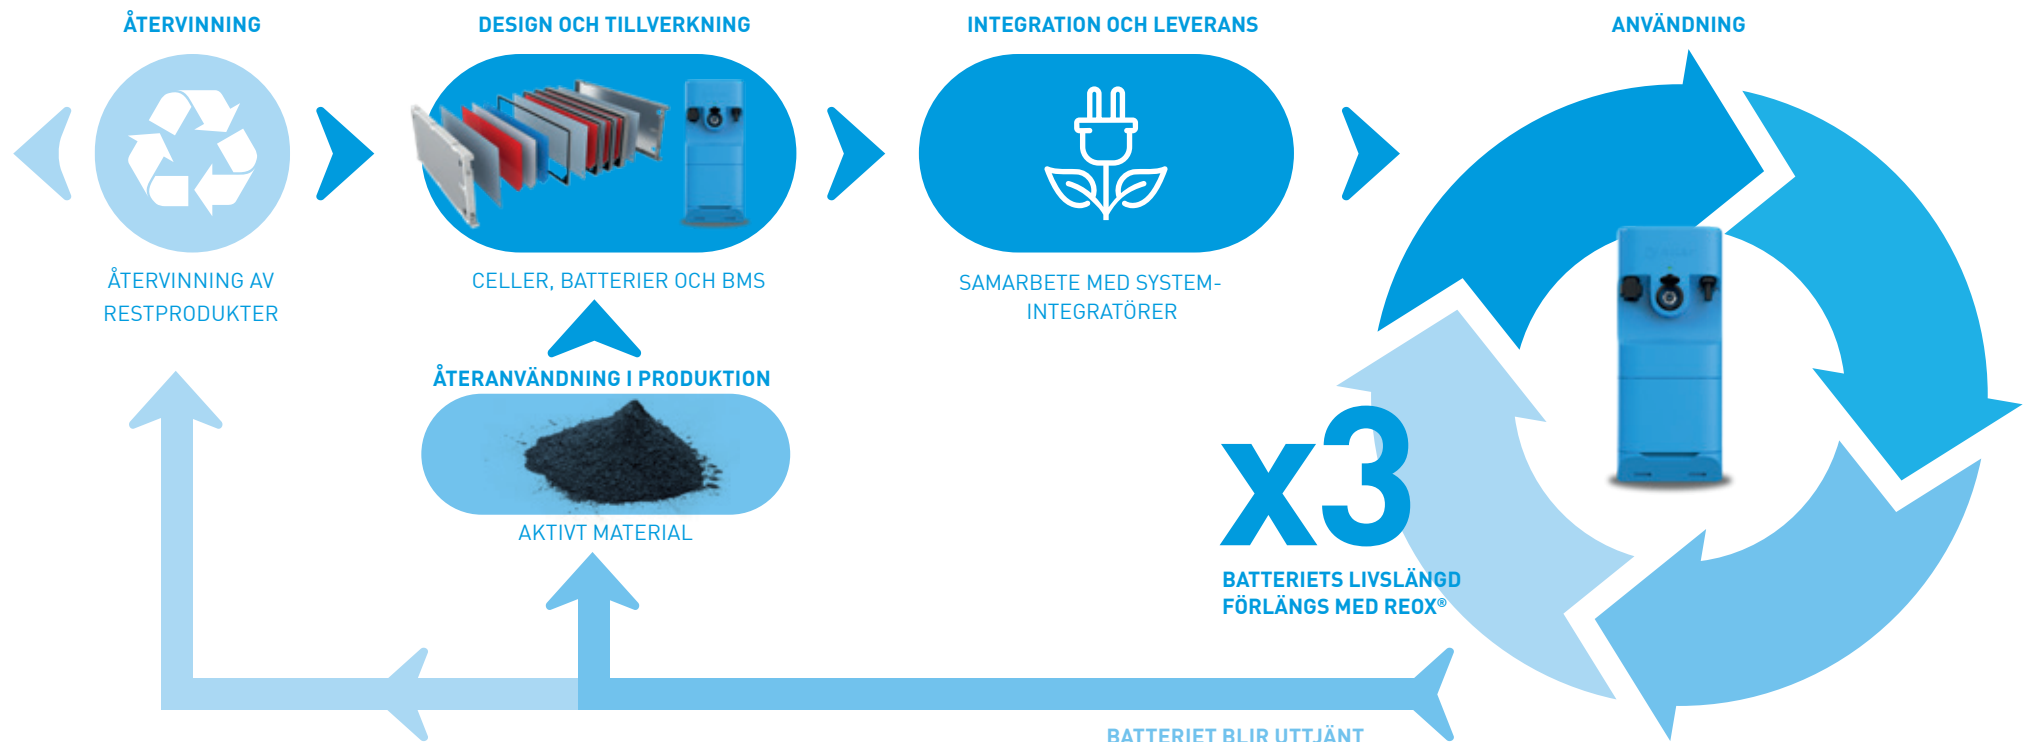 ÅTERVINNING
DESIGN OCH TILLVERKNING
INTEGRATION OCH LEVERANS
ANVÄNDNING
ÅTERVINNING AV
RESTPRODUKTER
CELLER, BATTERIER OCH BMS
SAMARBETE MED SYSTEM-
INTEGRATÖRER
ÅTERANVÄNDNING I PRODUKTION
AKTIVT MATERIAL
x3
BATTERIETS LIVSLÄNGD
FÖRLÄNGS MED REOX®
BATTERIET BLIR UTTJÄNT